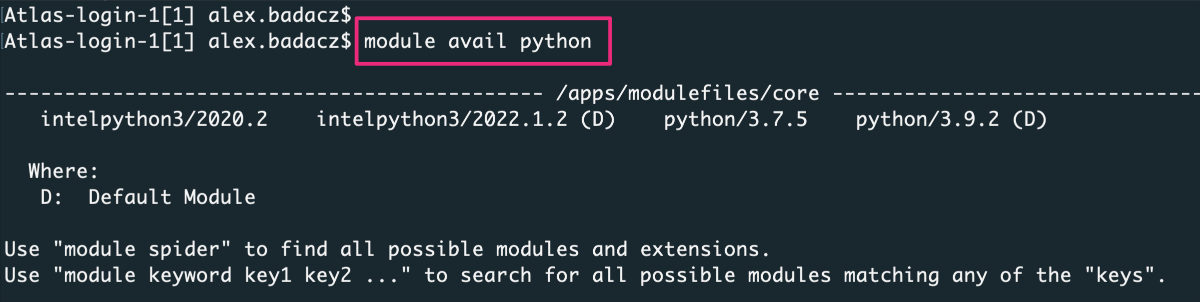 Atlas-login-1[1] alex.badacz$
Atlas-login-1[1] alex.badacz$ module avail python
--------------------------------------------- /apps/modulefiles/core -------------------------------
intelpython3/2020.2    intelpython3/2022.1.2 (D)    python/3.7.5    python/3.9.2 (D)
Where:
D:  Default Module
Use "module spider" to find all possible modules and extensions.
Use "module keyword key1 key2 ..." to search for all possible modules matching any of the "keys".